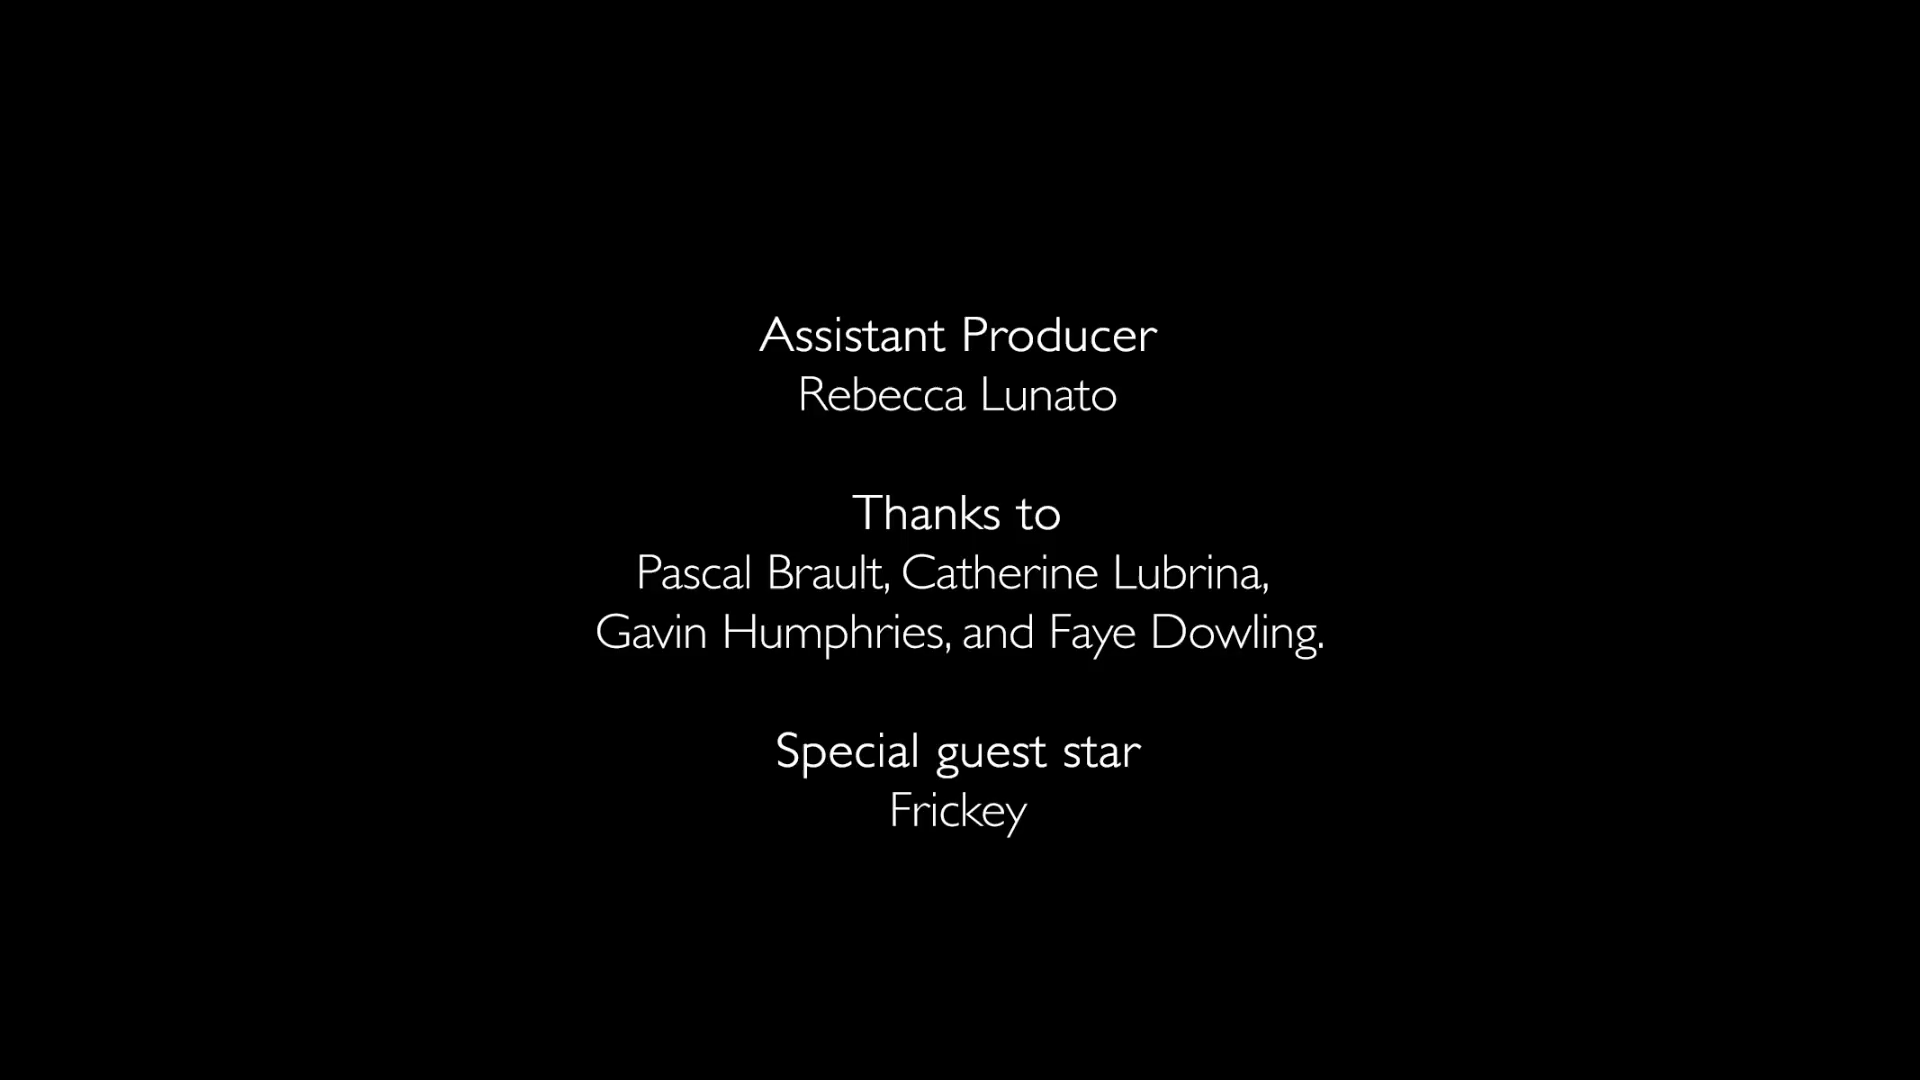 Assistant Producer
Rebecca Lunato
Thanks to
Pascal Brault, Catherine Lubrina,
Gavin Humphries, and Faye Dowling.
Special guest star
Frickey